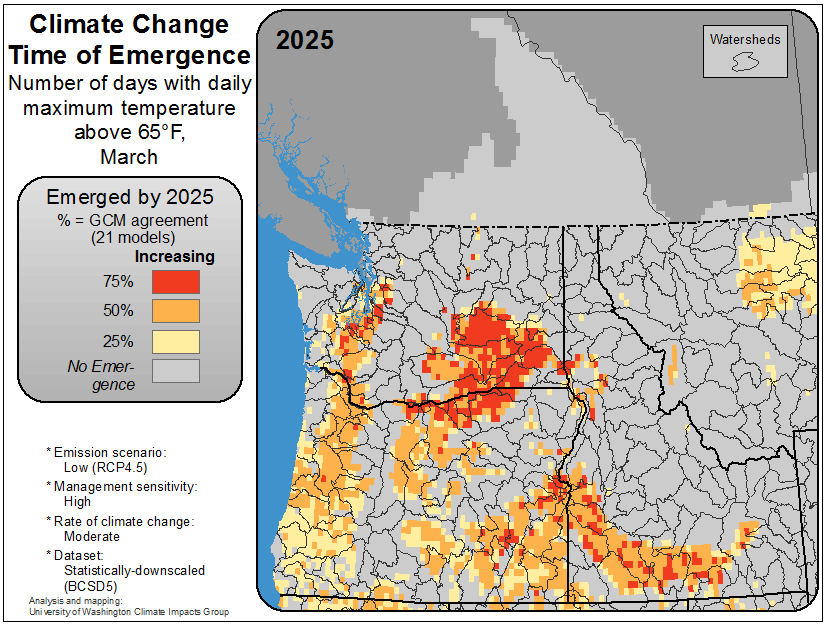 Climate Change
Time of Emergence
Number of days with daily
maximum temperature
above 65°F,
March
Emerged by 2025
% = GCM agreement
(21 models)
Increasing
75%
50%
25%
No Emer-
gence
* Emission scenario:
Low (RCP4.5)
* Management sensitivity:
High
* Rate of climate change:
Moderate
* Dataset:
Statistically-downscaled
(BCSD5)
Analysis and mapping:
University of Washington Climate Impacts Group
2025
Watersheds